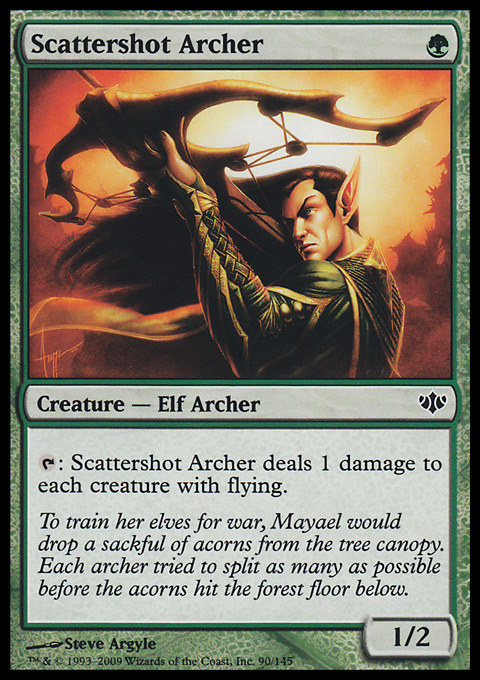 Scattershot Archer
Creature — Elf Archer
: Scattershot Archer deals 1 damage to
each creature with flying.
To train her elves for war, Mayael would
drop a sackful of acorns from the tree canopy.
Each archer tried to split as many as possible
before the acorns hit the forest floor below.
Steve Argyle
1/2
™ & © 1993–2009 Wizards of the Coast, Inc. 90/145